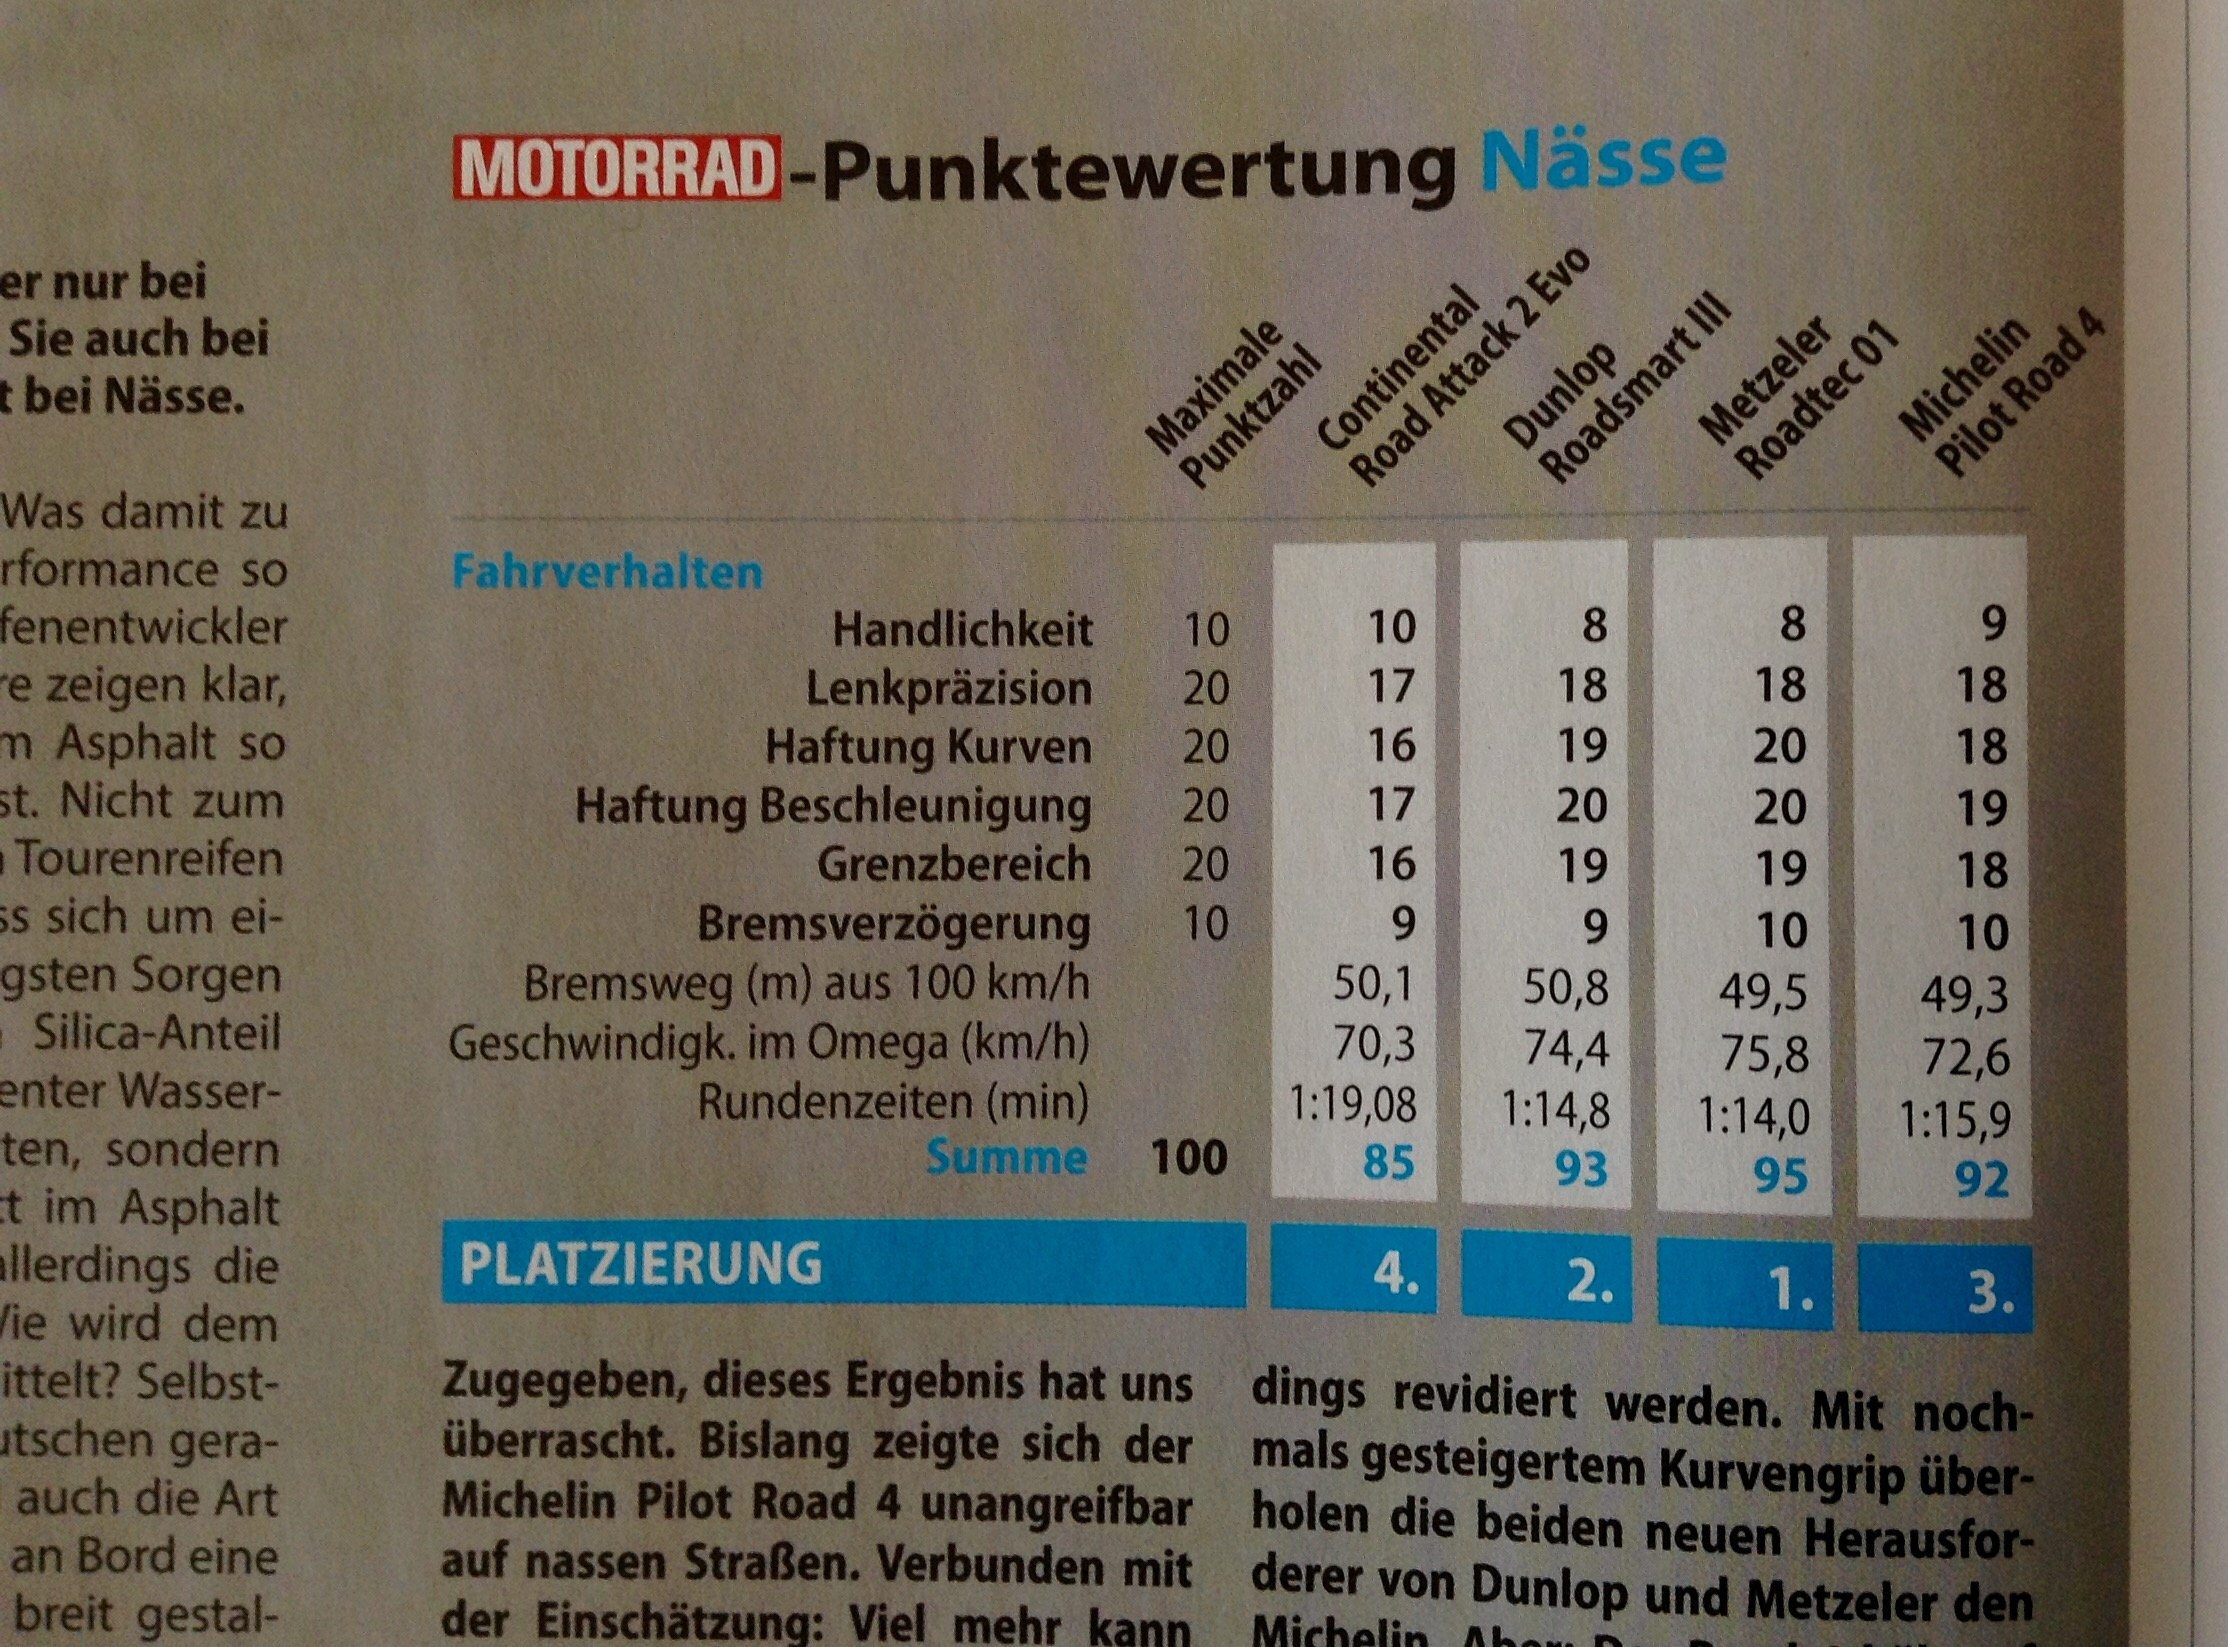 MOTORRAD-Punktewertung Nässe
er nur bei
Sie auch bei
t bei Nässe.
Was damit zu
rformance so
fenentwickler
re zeigen klar,
m Asphalt so
st. Nicht zum
Tourenreifen
ss sich um ei-
gsten Sorgen
Silica-Anteil
enter Wasser-
ten, sondern
tt im Asphalt
allerdings die
Wie wird dem
ittelt? Selbst-
utschen gera-
auch die Art
an Bord eine
breit gestal-
Maximale
Punktzahl
Continental
Road Attack 2 Evo
Dunlop
Roadsmart III
Metzeler
Roadtec 01
Michelin
Pilot Road 4
Fahrverhalten
Handlichkeit 10 10 8 8 9
Lenkpräzision 20 17 18 18 18
Haftung Kurven 20 16 19 20 18
Haftung Beschleunigung 20 17 20 20 19
Grenzbereich 20 16 19 19 18
Bremsverzögerung 10 9 9 10 10
Bremsweg (m) aus 100 km/h 50,1 50,8 49,5 49,3
Geschwindigk. im Omega (km/h) 70,3 74,4 75,8 72,6
Rundenzeiten (min) 1:19,08 1:14,8 1:14,0 1:15,9
Summe 100 85 93 95 92
PLATZIERUNG 4. 2. 1. 3.
Zugegeben, dieses Ergebnis hat uns
überrascht. Bislang zeigte sich der
Michelin Pilot Road 4 unangreifbar
auf nassen Straßen. Verbunden mit
der Einschätzung: Viel mehr kann
dings revidiert werden. Mit noch-
mals gesteigertem Kurvengrip über-
holen die beiden neuen Herausfor-
derer von Dunlop und Metzeler den
Michelin. Aber: Der